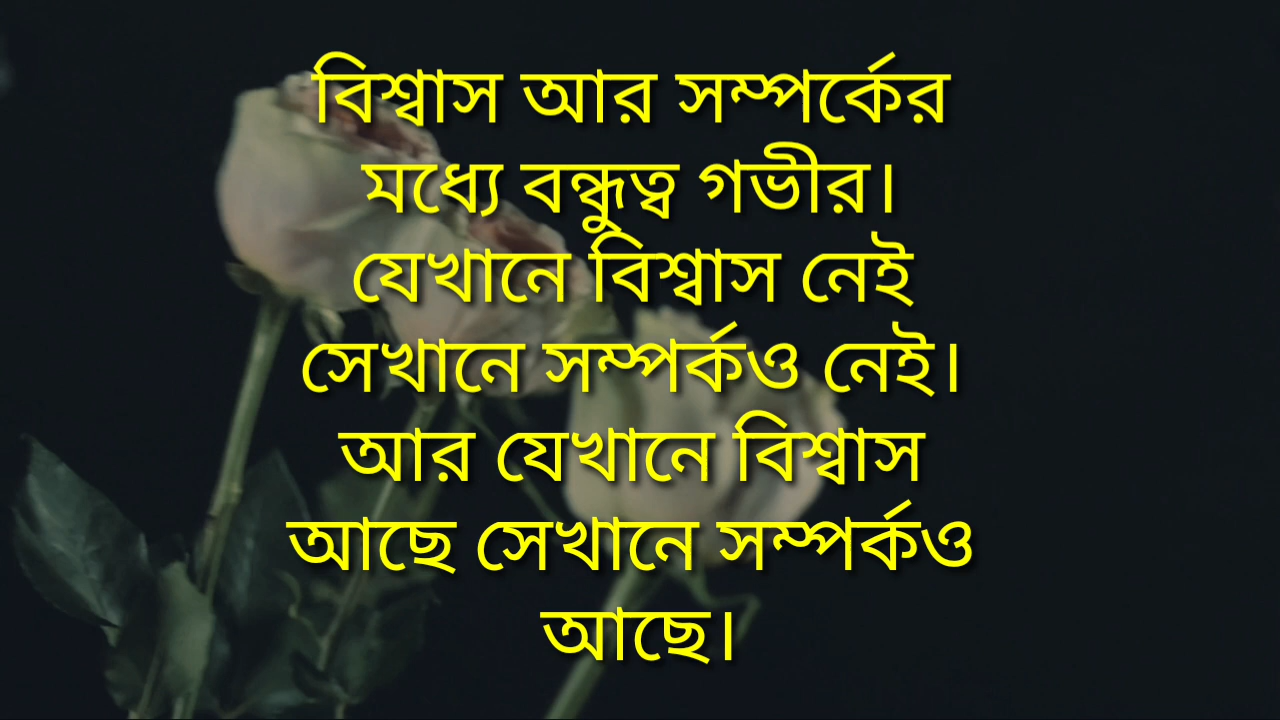 বিশ্বাস আর সম্পর্কের
মধ্যে বন্ধুত্ব গভীর।
যেখানে বিশ্বাস নেই
সেখানে সম্পর্কও নেই।
আর যেখানে বিশ্বাস
আছে সেখানে সম্পর্কও
আছে।